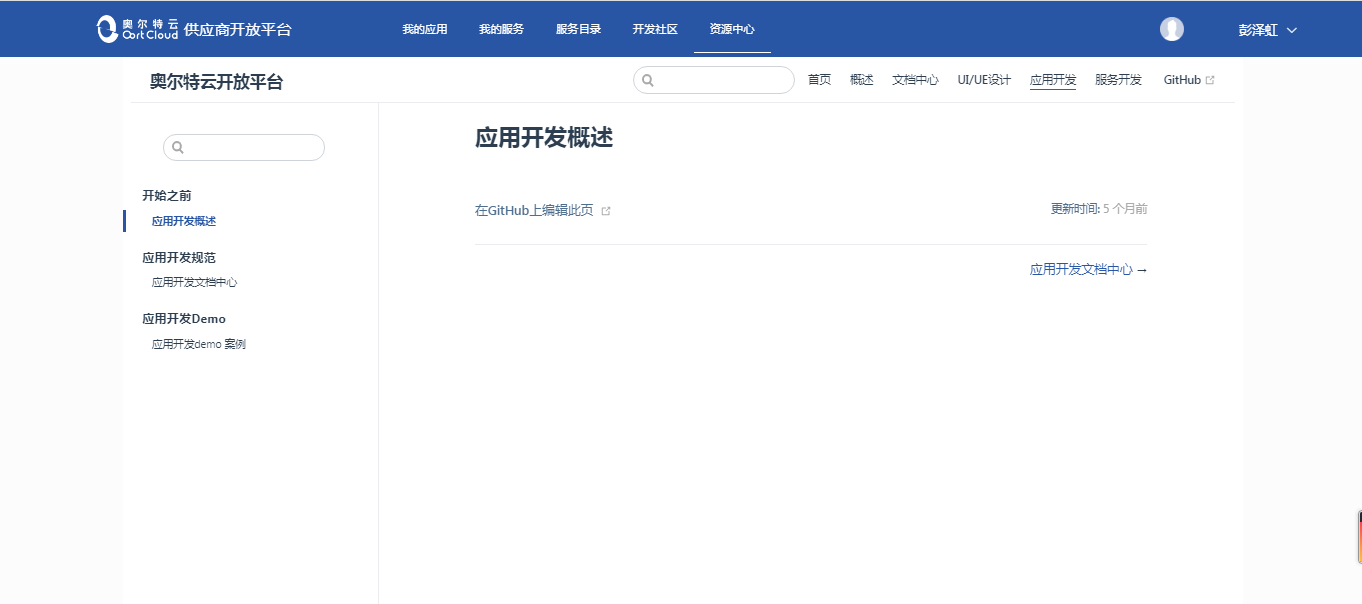 奥尔特云
OortCloud
供应商开放平台
我的应用 我的服务 服务目录 开发社区 资源中心
彭泽虹
奥尔特云开放平台
首页 概述 文档中心 UI/UE设计 应用开发 服务开发 GitHub
开始之前
应用开发概述
应用开发规范
应用开发文档中心
应用开发Demo
应用开发demo 案例
应用开发概述
在GitHub上编辑此页
更新时间: 5 个月前
应用开发文档中心 →